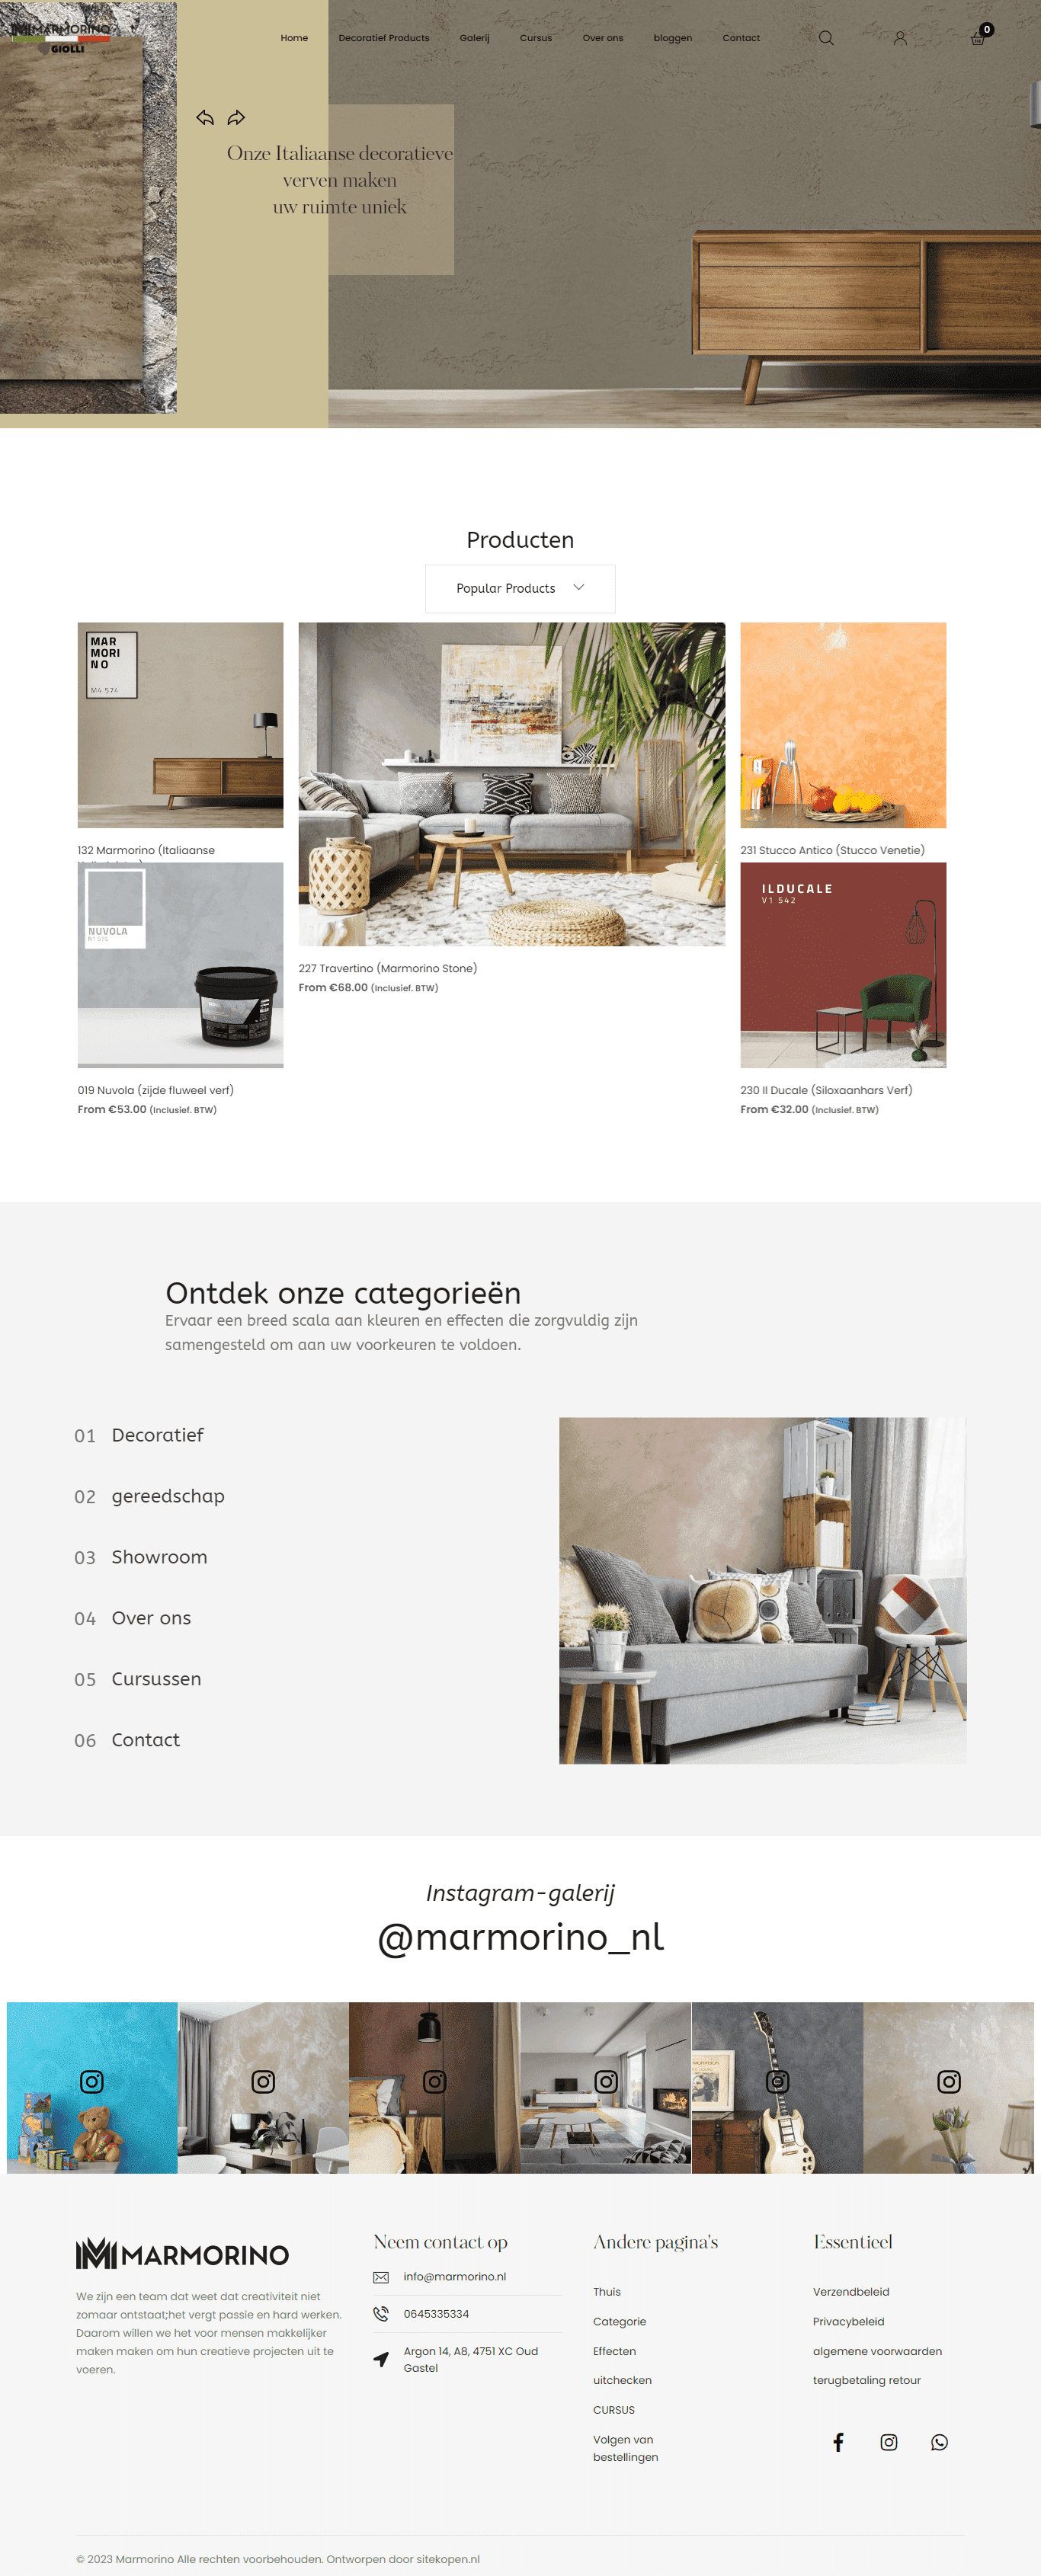 MARMORINO
GIOLLI
Home
Decoratief Products
Galerij
Cursus
Over ons
bloggen
Contact
0
Onze Italiaanse decoratieve
verven maken
uw ruimte uniek
Producten
Popular Products
MAR
MORI
NO
M4 574
132 Marmorino (Italiaanse
NUVOLA
N1 575
019 Nuvola (zijde fluweel verf)
From €53.00 (Inclusief. BTW)
227 Travertino (Marmorino Stone)
From €68.00 (Inclusief. BTW)
231 Stucco Antico (Stucco Venetie)
ILDUCALE
V1 542
230 Il Ducale (Siloxaanhars Verf)
From €32.00 (Inclusief. BTW)
Ontdek onze categorieën
Ervaar een breed scala aan kleuren en effecten die zorgvuldig zijn
samengesteld om aan uw voorkeuren te voldoen.
01 Decoratief
02 gereedschap
03 Showroom
04 Over ons
05 Cursussen
06 Contact
Instagram-galerij
@marmorino_nl
MARMORINO
We zijn een team dat weet dat creativiteit niet
zomaar ontstaat;het vergt passie en hard werken.
Daarom willen we het voor mensen makkelijker
maken maken om hun creatieve projecten uit te
voeren.
Neem contact op
info@marmorino.nl
0645335334
Argon 14, A8, 4751 XC Oud
Gastel
Andere pagina's
Thuis
Categorie
Effecten
uitchecken
CURSUS
Volgen van
bestellingen
Essentieel
Verzendbeleid
Privacybeleid
algemene voorwaarden
terugbetaling retour
© 2023 Marmorino Alle rechten voorbehouden. Ontworpen door sitekopen.nl